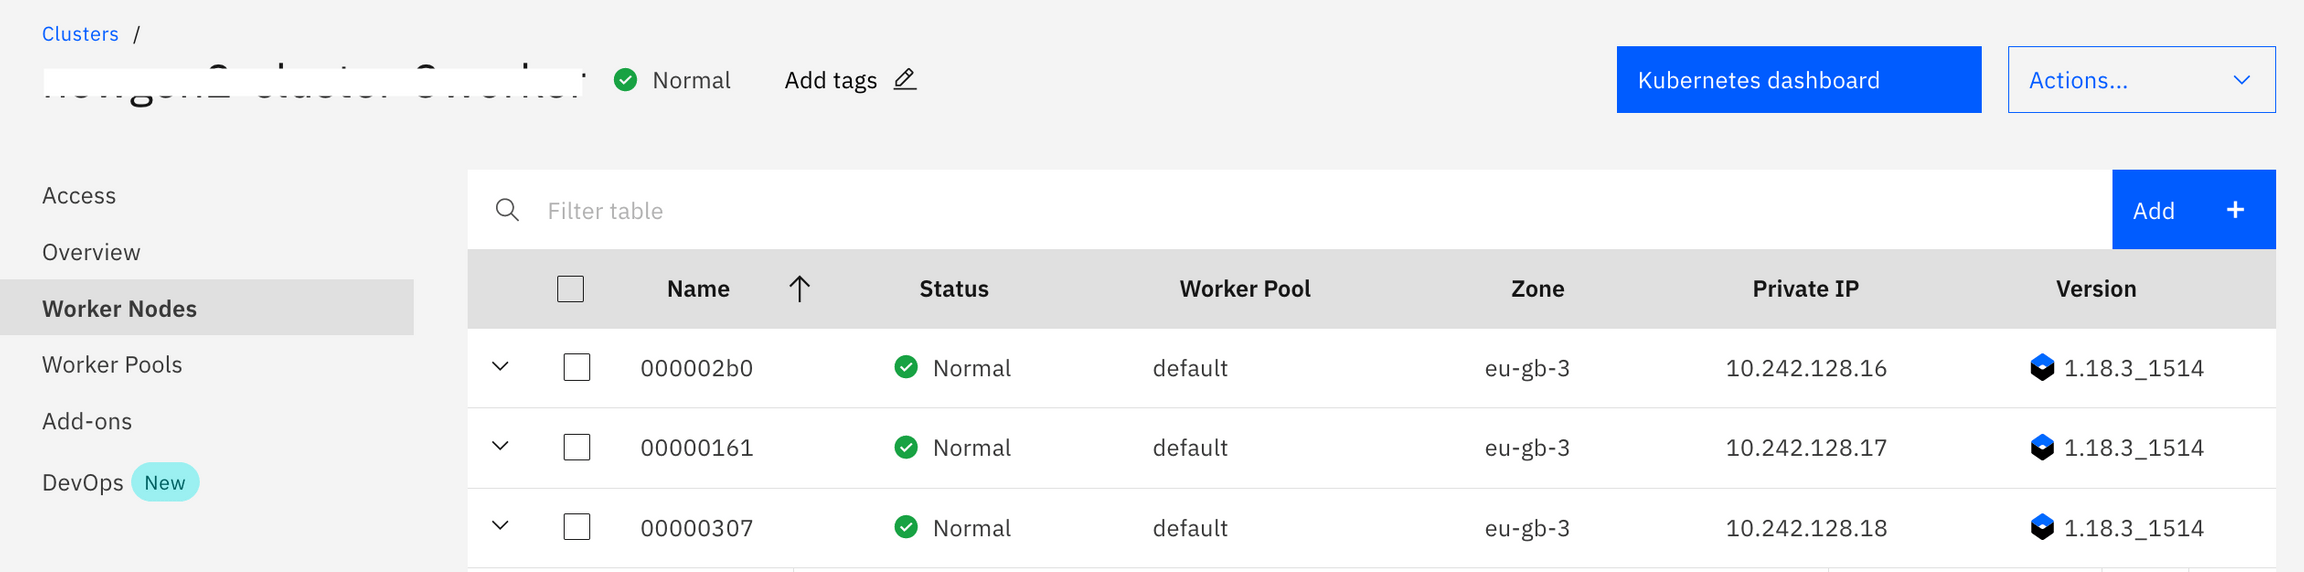 Clusters /
Normal Add tags Kubernetes dashboard Actions...
Access
Overview
Worker Nodes
Worker Pools
Add-ons
DevOps New
Filter table Add +
Name Status Worker Pool Zone Private IP Version
000002b0 Normal default eu-gb-3 10.242.128.16 1.18.3_1514
00000161 Normal default eu-gb-3 10.242.128.17 1.18.3_1514
00000307 Normal default eu-gb-3 10.242.128.18 1.18.3_1514